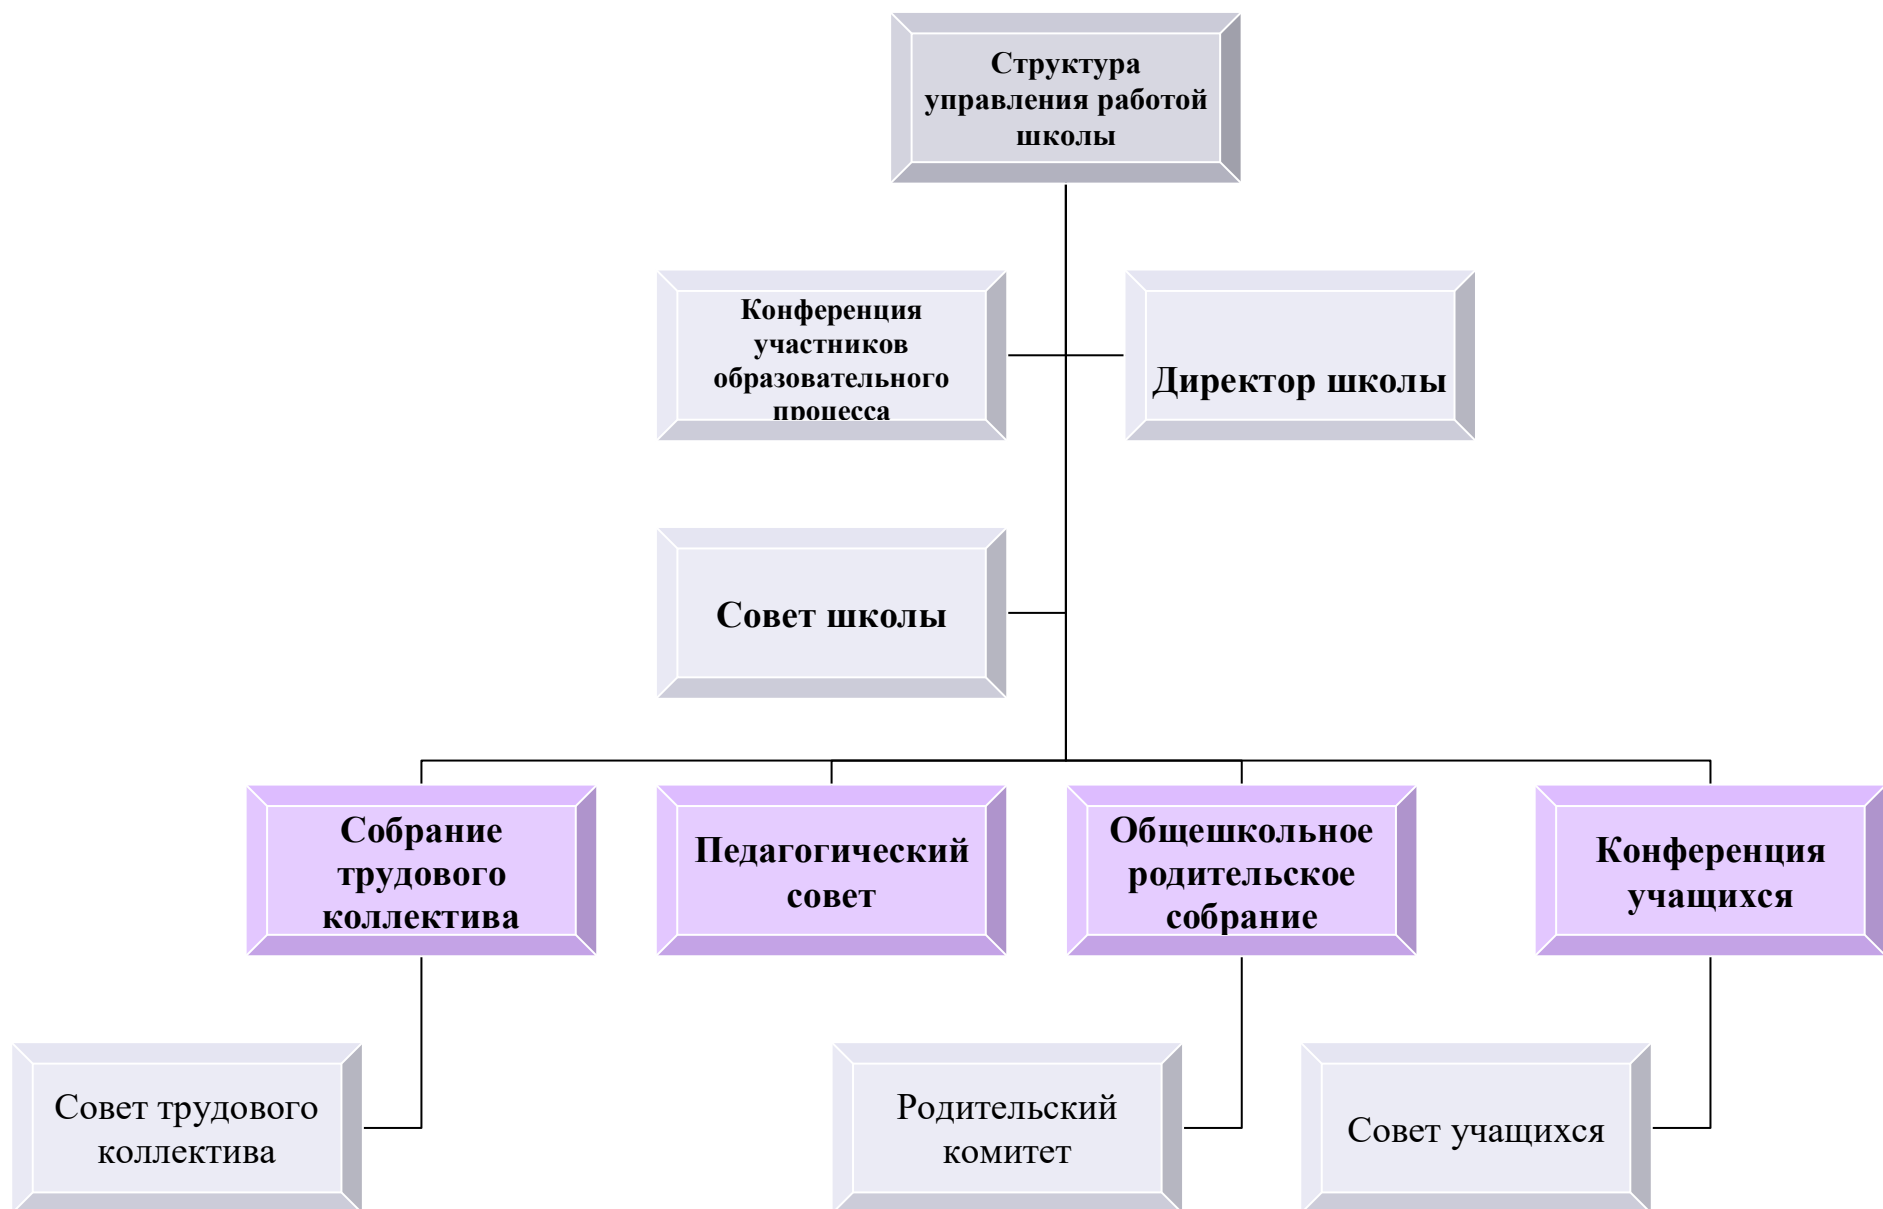 Структура
управления работой
школы
Конференция
участников
образовательного
процесса
Директор школы
Совет школы
Собрание
трудового
коллектива
Педагогический
совет
Общешкольное
родительское
собрание
Конференция
учащихся
Совет трудового
коллектива
Родительский
комитет
Совет учащихся